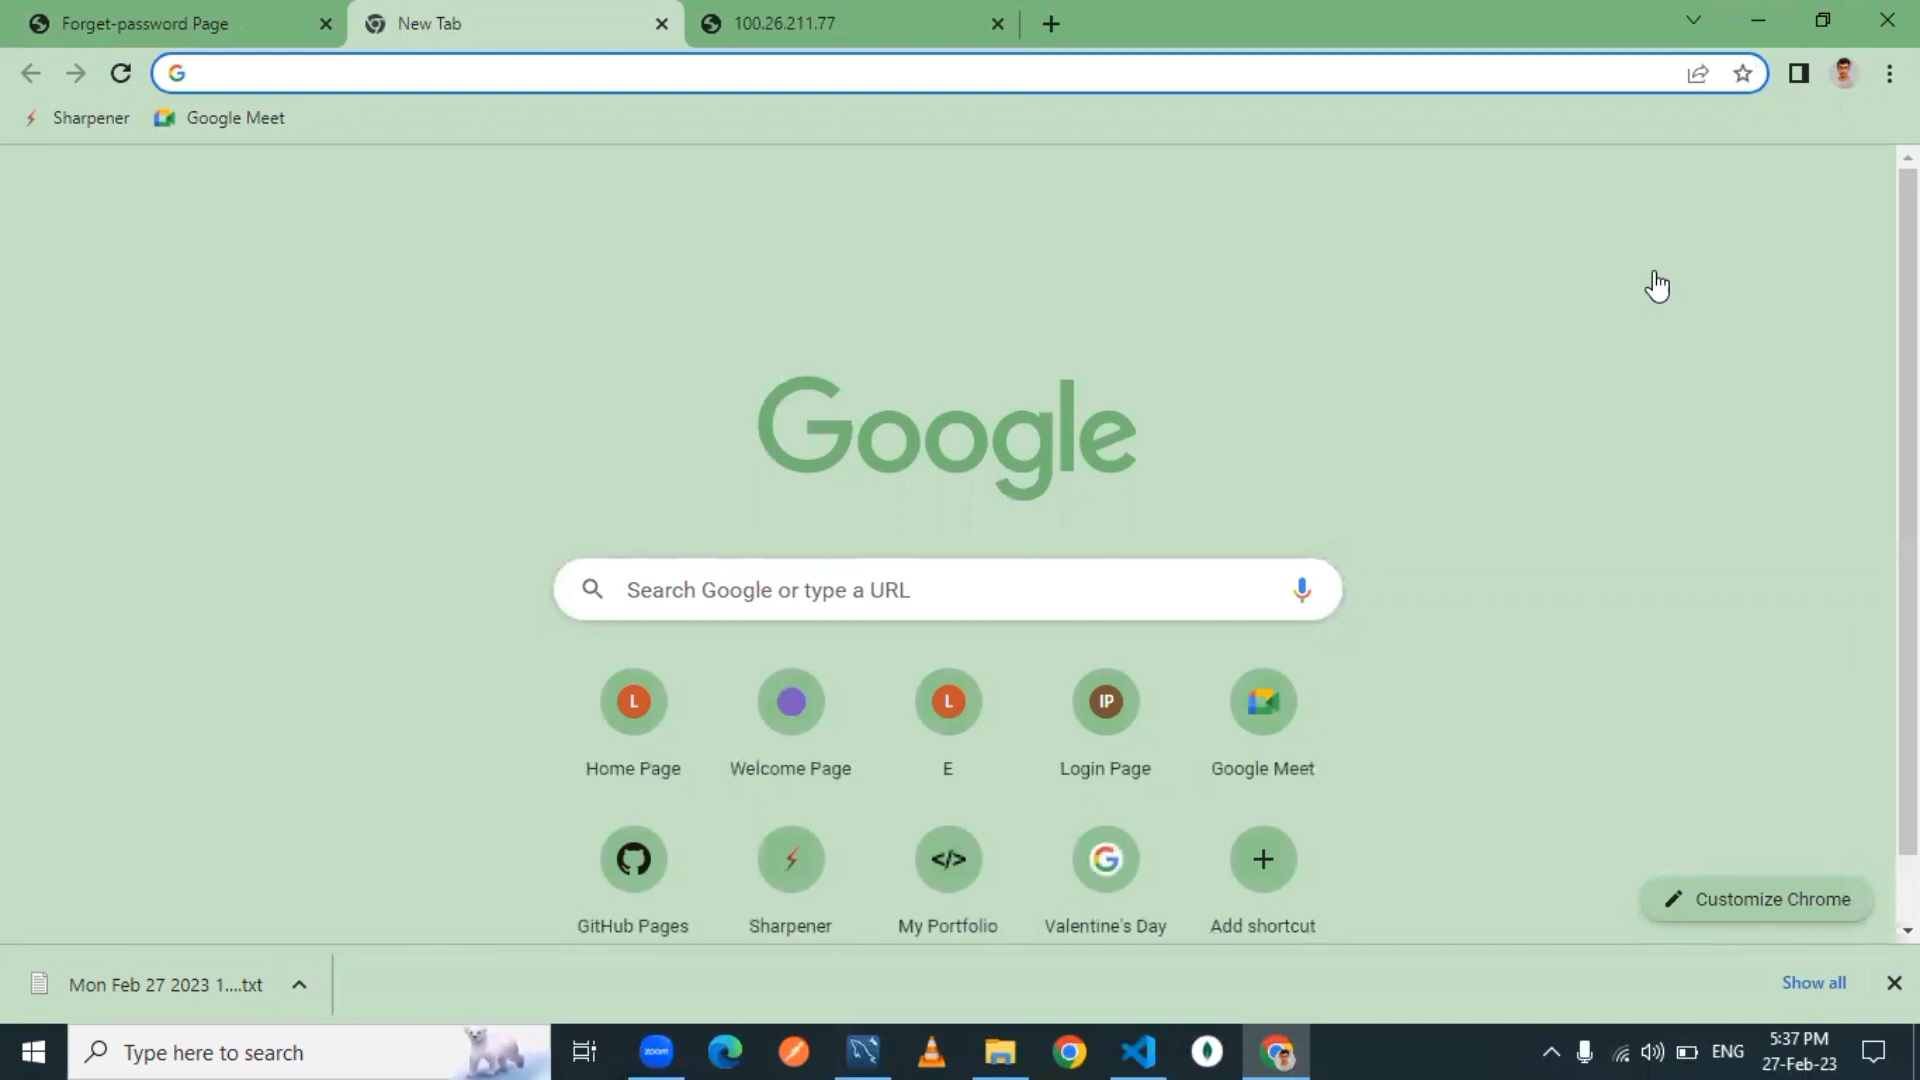 Forget-password Page
New Tab
100.26.211.77
G
Sharpener
Google Meet
Google
Search Google or type a URL
L
L
IP
Home Page
Welcome Page
E
Login Page
Google Meet
</>
G
GitHub Pages
Sharpener
My Portfolio
Valentine's Day
Add shortcut
Customize Chrome
Mon Feb 27 2023 1....txt
Show all
Type here to search
zoom
ENG
5:37 PM
27-Feb-23